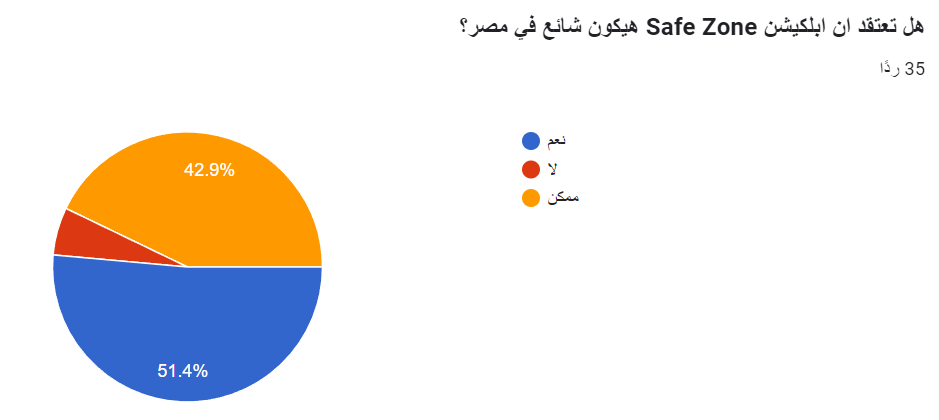 هل تعتقد ان ابلكيشن Safe Zone هيكون شائع في مصر؟
35 ردًا
نعم
لا
ممكن
42.9%
51.4%